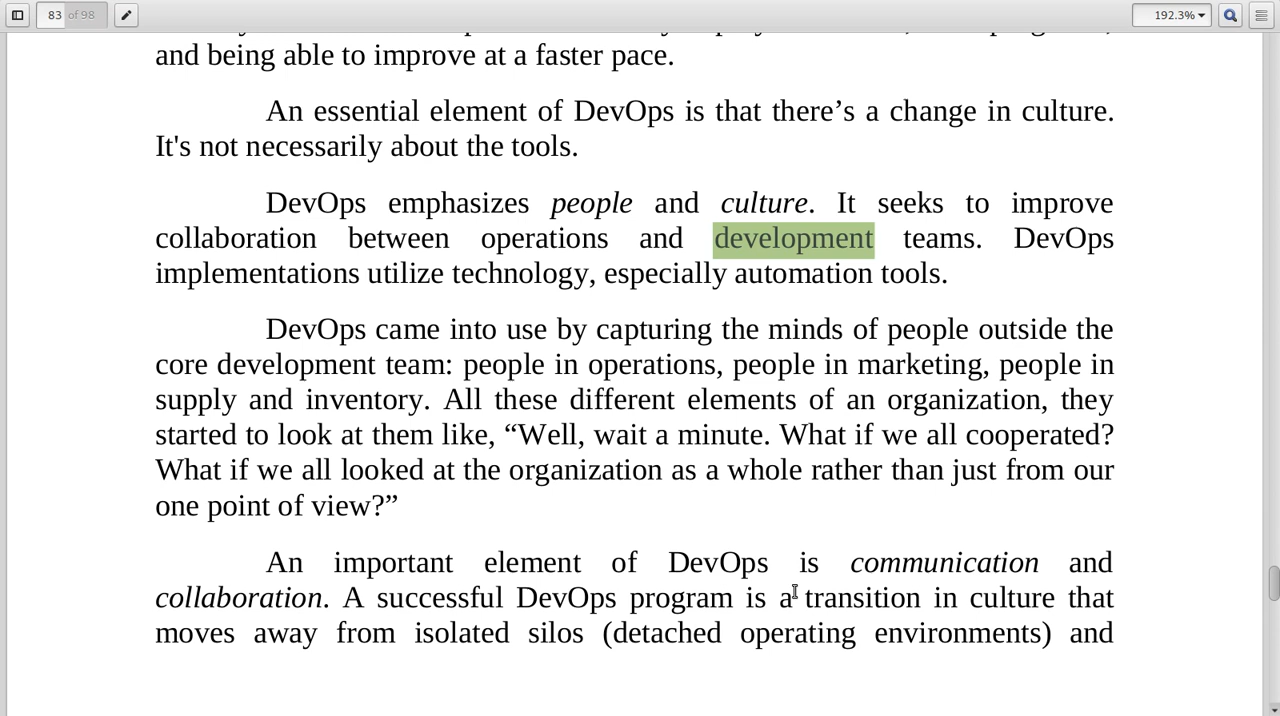 83 of 98
192.3%
and being able to improve at a faster pace.
An essential element of DevOps is that there’s a change in culture.
It's not necessarily about the tools.
DevOps emphasizes people and culture. It seeks to improve
collaboration between operations and development teams. DevOps
implementations utilize technology, especially automation tools.
DevOps came into use by capturing the minds of people outside the
core development team: people in operations, people in marketing, people in
supply and inventory. All these different elements of an organization, they
started to look at them like, “Well, wait a minute. What if we all cooperated?
What if we all looked at the organization as a whole rather than just from our
one point of view?”
An important element of DevOps is communication and
collaboration. A successful DevOps program is a transition in culture that
moves away from isolated silos (detached operating environments) and